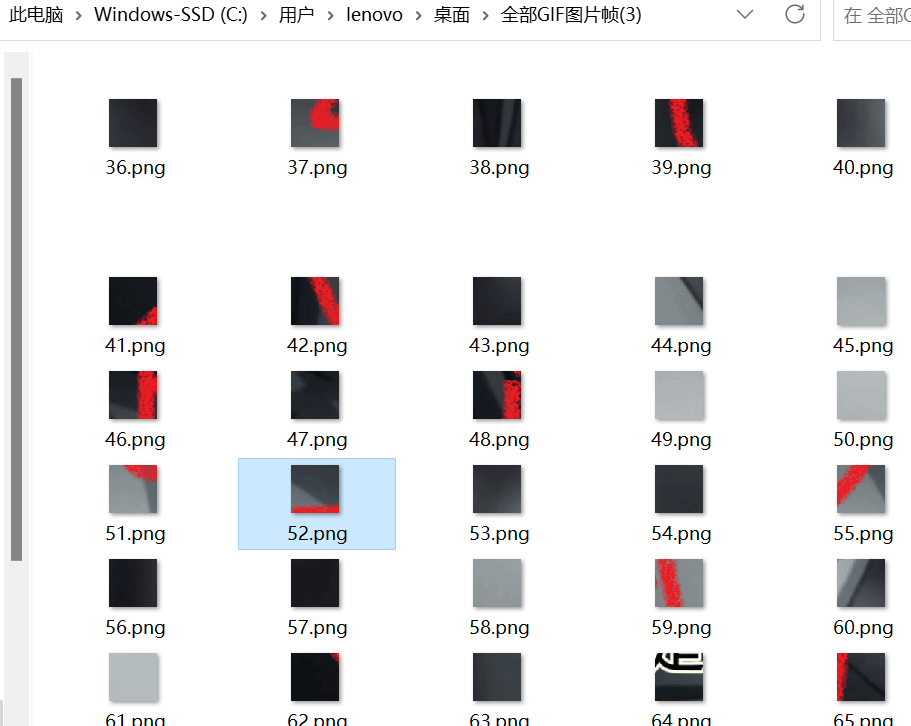 此电脑 > Windows-SSD (C:) > 用户 > lenovo > 桌面 > 全部GIF图片帧(3)
在 全部G
36.png 37.png 38.png 39.png 40.png
41.png 42.png 43.png 44.png 45.png
46.png 47.png 48.png 49.png 50.png
51.png 52.png 53.png 54.png 55.png
56.png 57.png 58.png 59.png 60.png
61.png 62.png 63.png 64.png 65.png